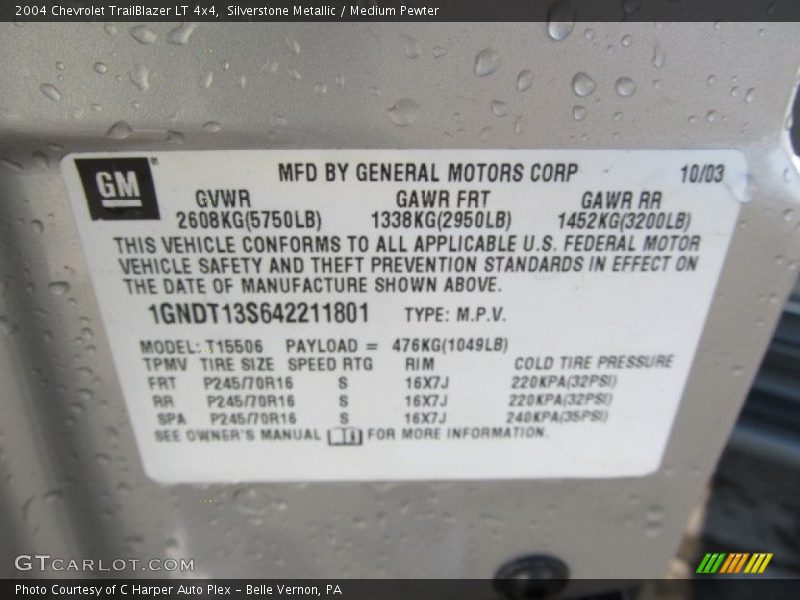 2004 Chevrolet TrailBlazer LT 4x4, Silverstone Metallic / Medium Pewter
GM ® MFD BY GENERAL MOTORS CORP 10/03
GVWR GAWR FRT GAWR RR
2608KG(5750LB) 1338KG(2950LB) 1452KG(3200LB)
THIS VEHICLE CONFORMS TO ALL APPLICABLE U.S. FEDERAL MOTOR
VEHICLE SAFETY AND THEFT PREVENTION STANDARDS IN EFFECT ON
THE DATE OF MANUFACTURE SHOWN ABOVE.
1GNDT13S642211801 TYPE: M.P.V.
MODEL: T15506 PAYLOAD = 476KG(1049LB)
TPMV TIRE SIZE SPEED RTG RIM COLD TIRE PRESSURE
FRT P245/70R16 S 16X7J 220KPA(32PSI)
RR P245/70R16 S 16X7J 220KPA(32PSI)
SPA P245/70R16 S 16X7J 240KPA(35PSI)
SEE OWNER'S MANUAL FOR MORE INFORMATION.
GTcarlot.com
Photo Courtesy of C Harper Auto Plex - Belle Vernon, PA